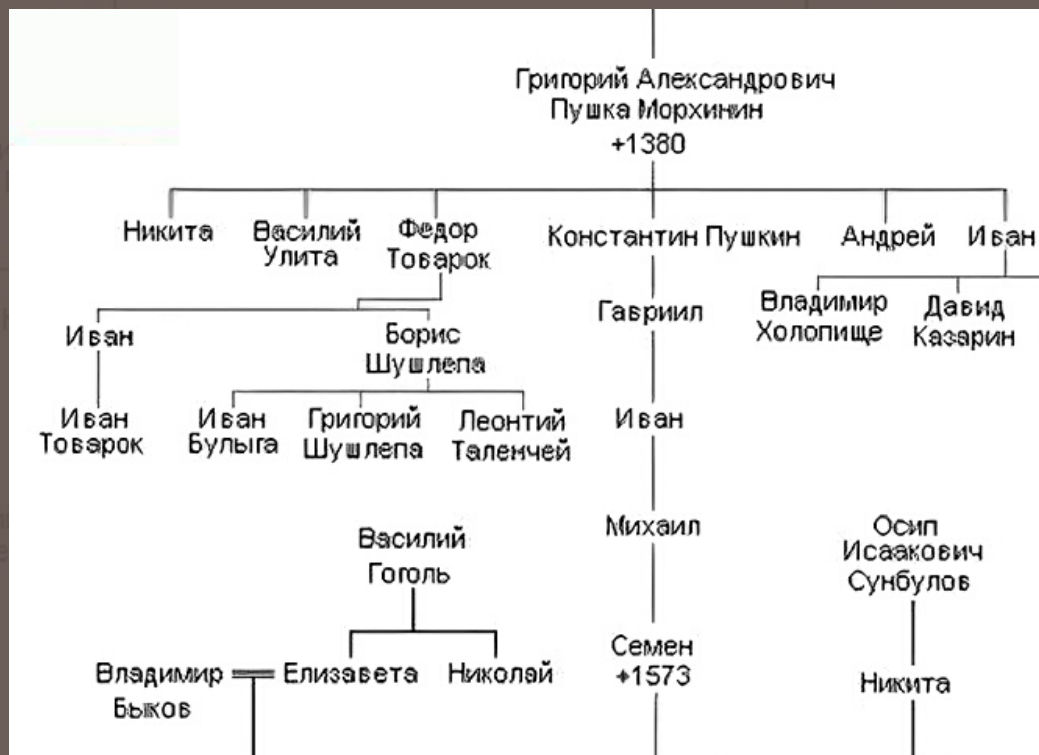 Григорий Александрович
Пушка Морхинин
+1380
Никита
Василий
Улита
Федор
Товарок
Константин Пушкин
Андрей
Иван
Иван
Борис
Шушлепа
Гавриил
Владимир
Холопище
Давид
Казарин
Иван
Товарок
Иван
Булыга
Григорий
Шушлепа
Леонтий
Таленчей
Иван
Василий
Гоголь
Михаил
Осип
Исаакович
Сунбулов
Владимир
Быков
Елизавета
Николай
Семен
+1573
Никита